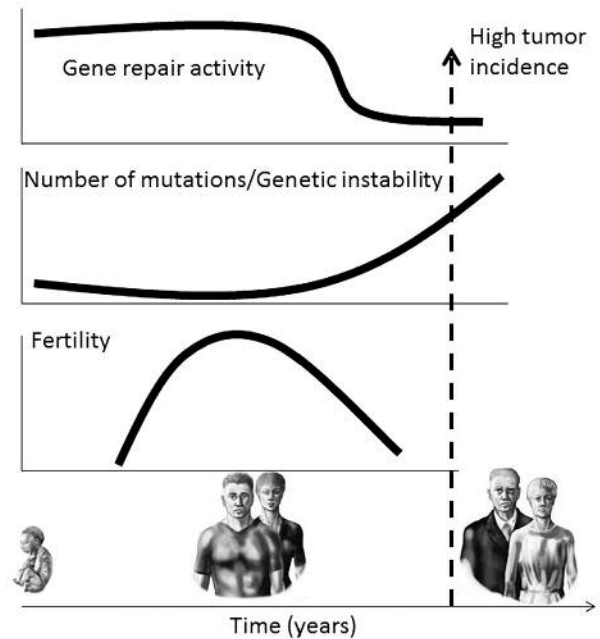 High tumor
incidence
Gene repair activity
Number of mutations/Genetic instability
Fertility
Time (years)